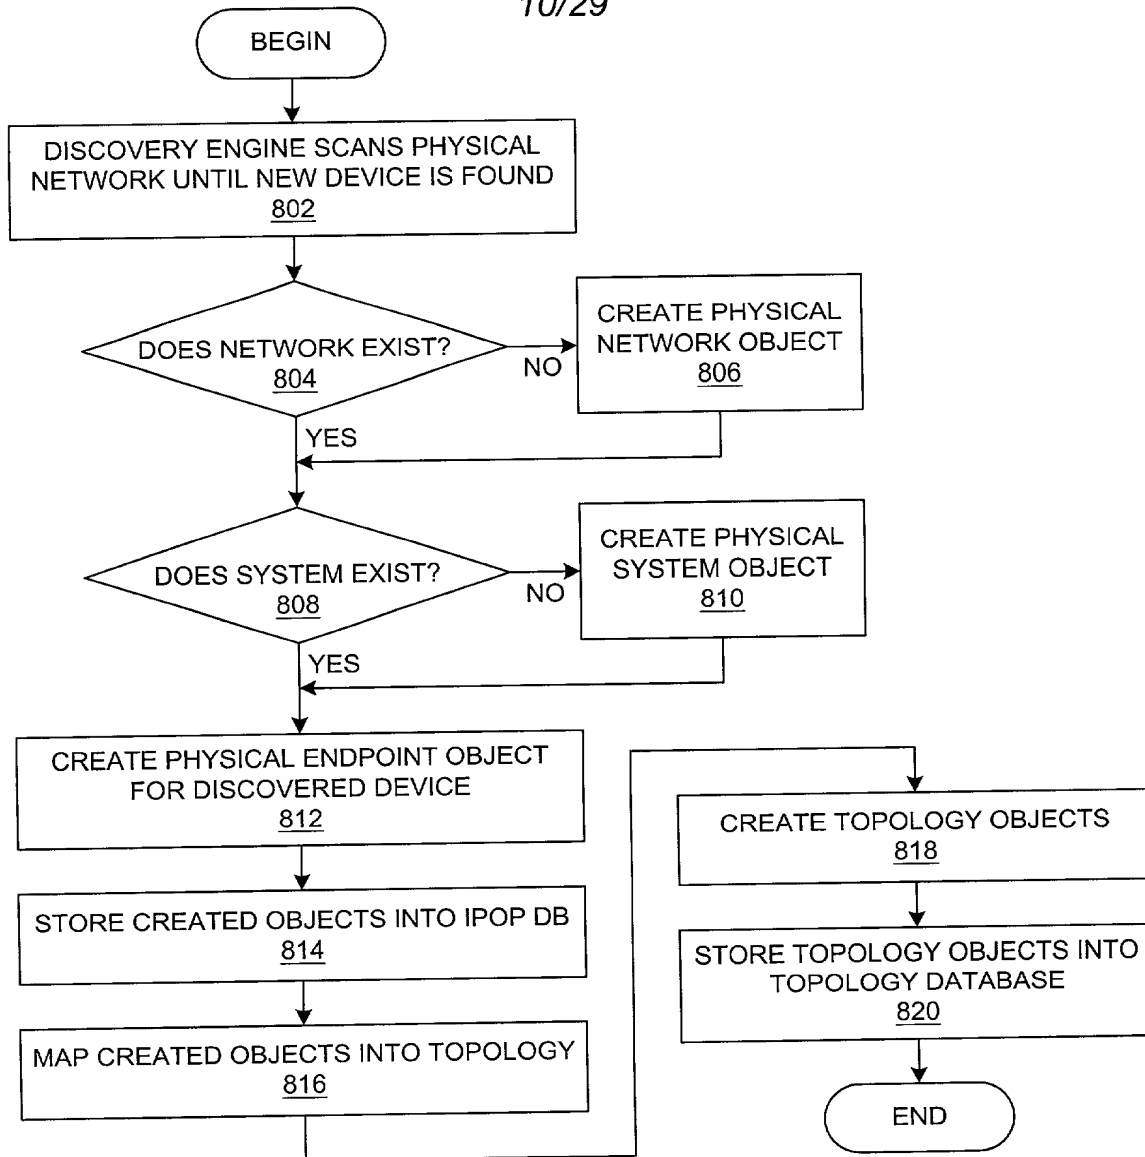 10/29
BEGIN
DISCOVERY ENGINE SCANS PHYSICAL
NETWORK UNTIL NEW DEVICE IS FOUND
802
DOES NETWORK EXIST?
804
NO
CREATE PHYSICAL
NETWORK OBJECT
806
YES
DOES SYSTEM EXIST?
808
NO
CREATE PHYSICAL
SYSTEM OBJECT
810
YES
CREATE PHYSICAL ENDPOINT OBJECT
FOR DISCOVERED DEVICE
812
STORE CREATED OBJECTS INTO IPOP DB
814
MAP CREATED OBJECTS INTO TOPOLOGY
816
CREATE TOPOLOGY OBJECTS
818
STORE TOPOLOGY OBJECTS INTO
TOPOLOGY DATABASE
820
END